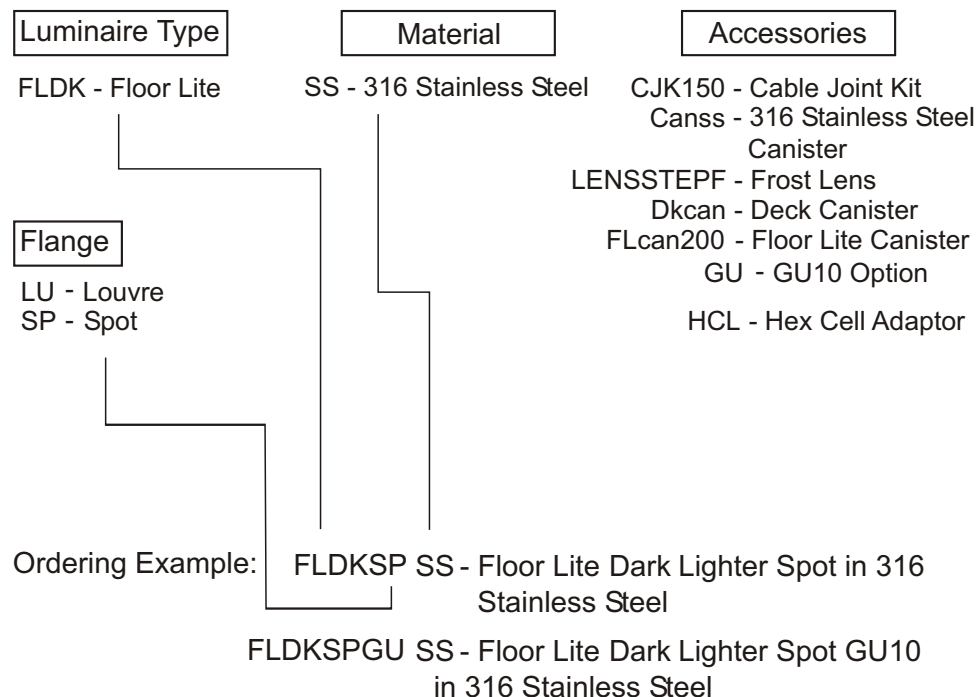 Luminaire Type
FLDK - Floor Lite
Flange
LU - Louvre
SP - Spot
Material
SS - 316 Stainless Steel
Accessories
CJK150 - Cable Joint Kit
Canss - 316 Stainless Steel
Canister
LENSSTEPF - Frost Lens
Dkcan - Deck Canister
FLcan200 - Floor Lite Canister
GU - GU10 Option
HCL - Hex Cell Adaptor
Ordering Example: FLDKSP SS - Floor Lite Dark Lighter Spot in 316
Stainless Steel
FLDKSPGU SS - Floor Lite Dark Lighter Spot GU10
in 316 Stainless Steel